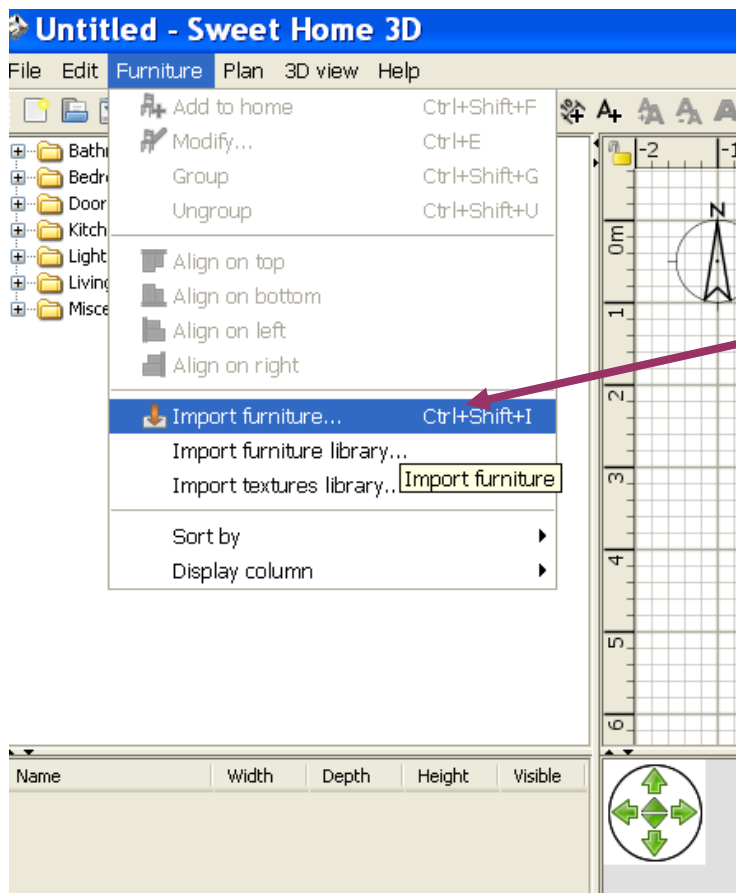 Untitled - Sweet Home 3D
File Edit Furniture Plan 3D view Help
Add to home Ctrl+Shift+F
Modify... Ctrl+E
Group Ctrl+Shift+G
Ungroup Ctrl+Shift+U
Align on top
Align on bottom
Align on left
Align on right
Import furniture... Ctrl+Shift+I
Import furniture library...
Import textures library..
Import furniture
Sort by
Display column
Bath
Bedr
Door
Kitch
Light
Living
Misce
-2 -1
N
0m
1
2
3
4
5
6
Name Width Depth Height Visible